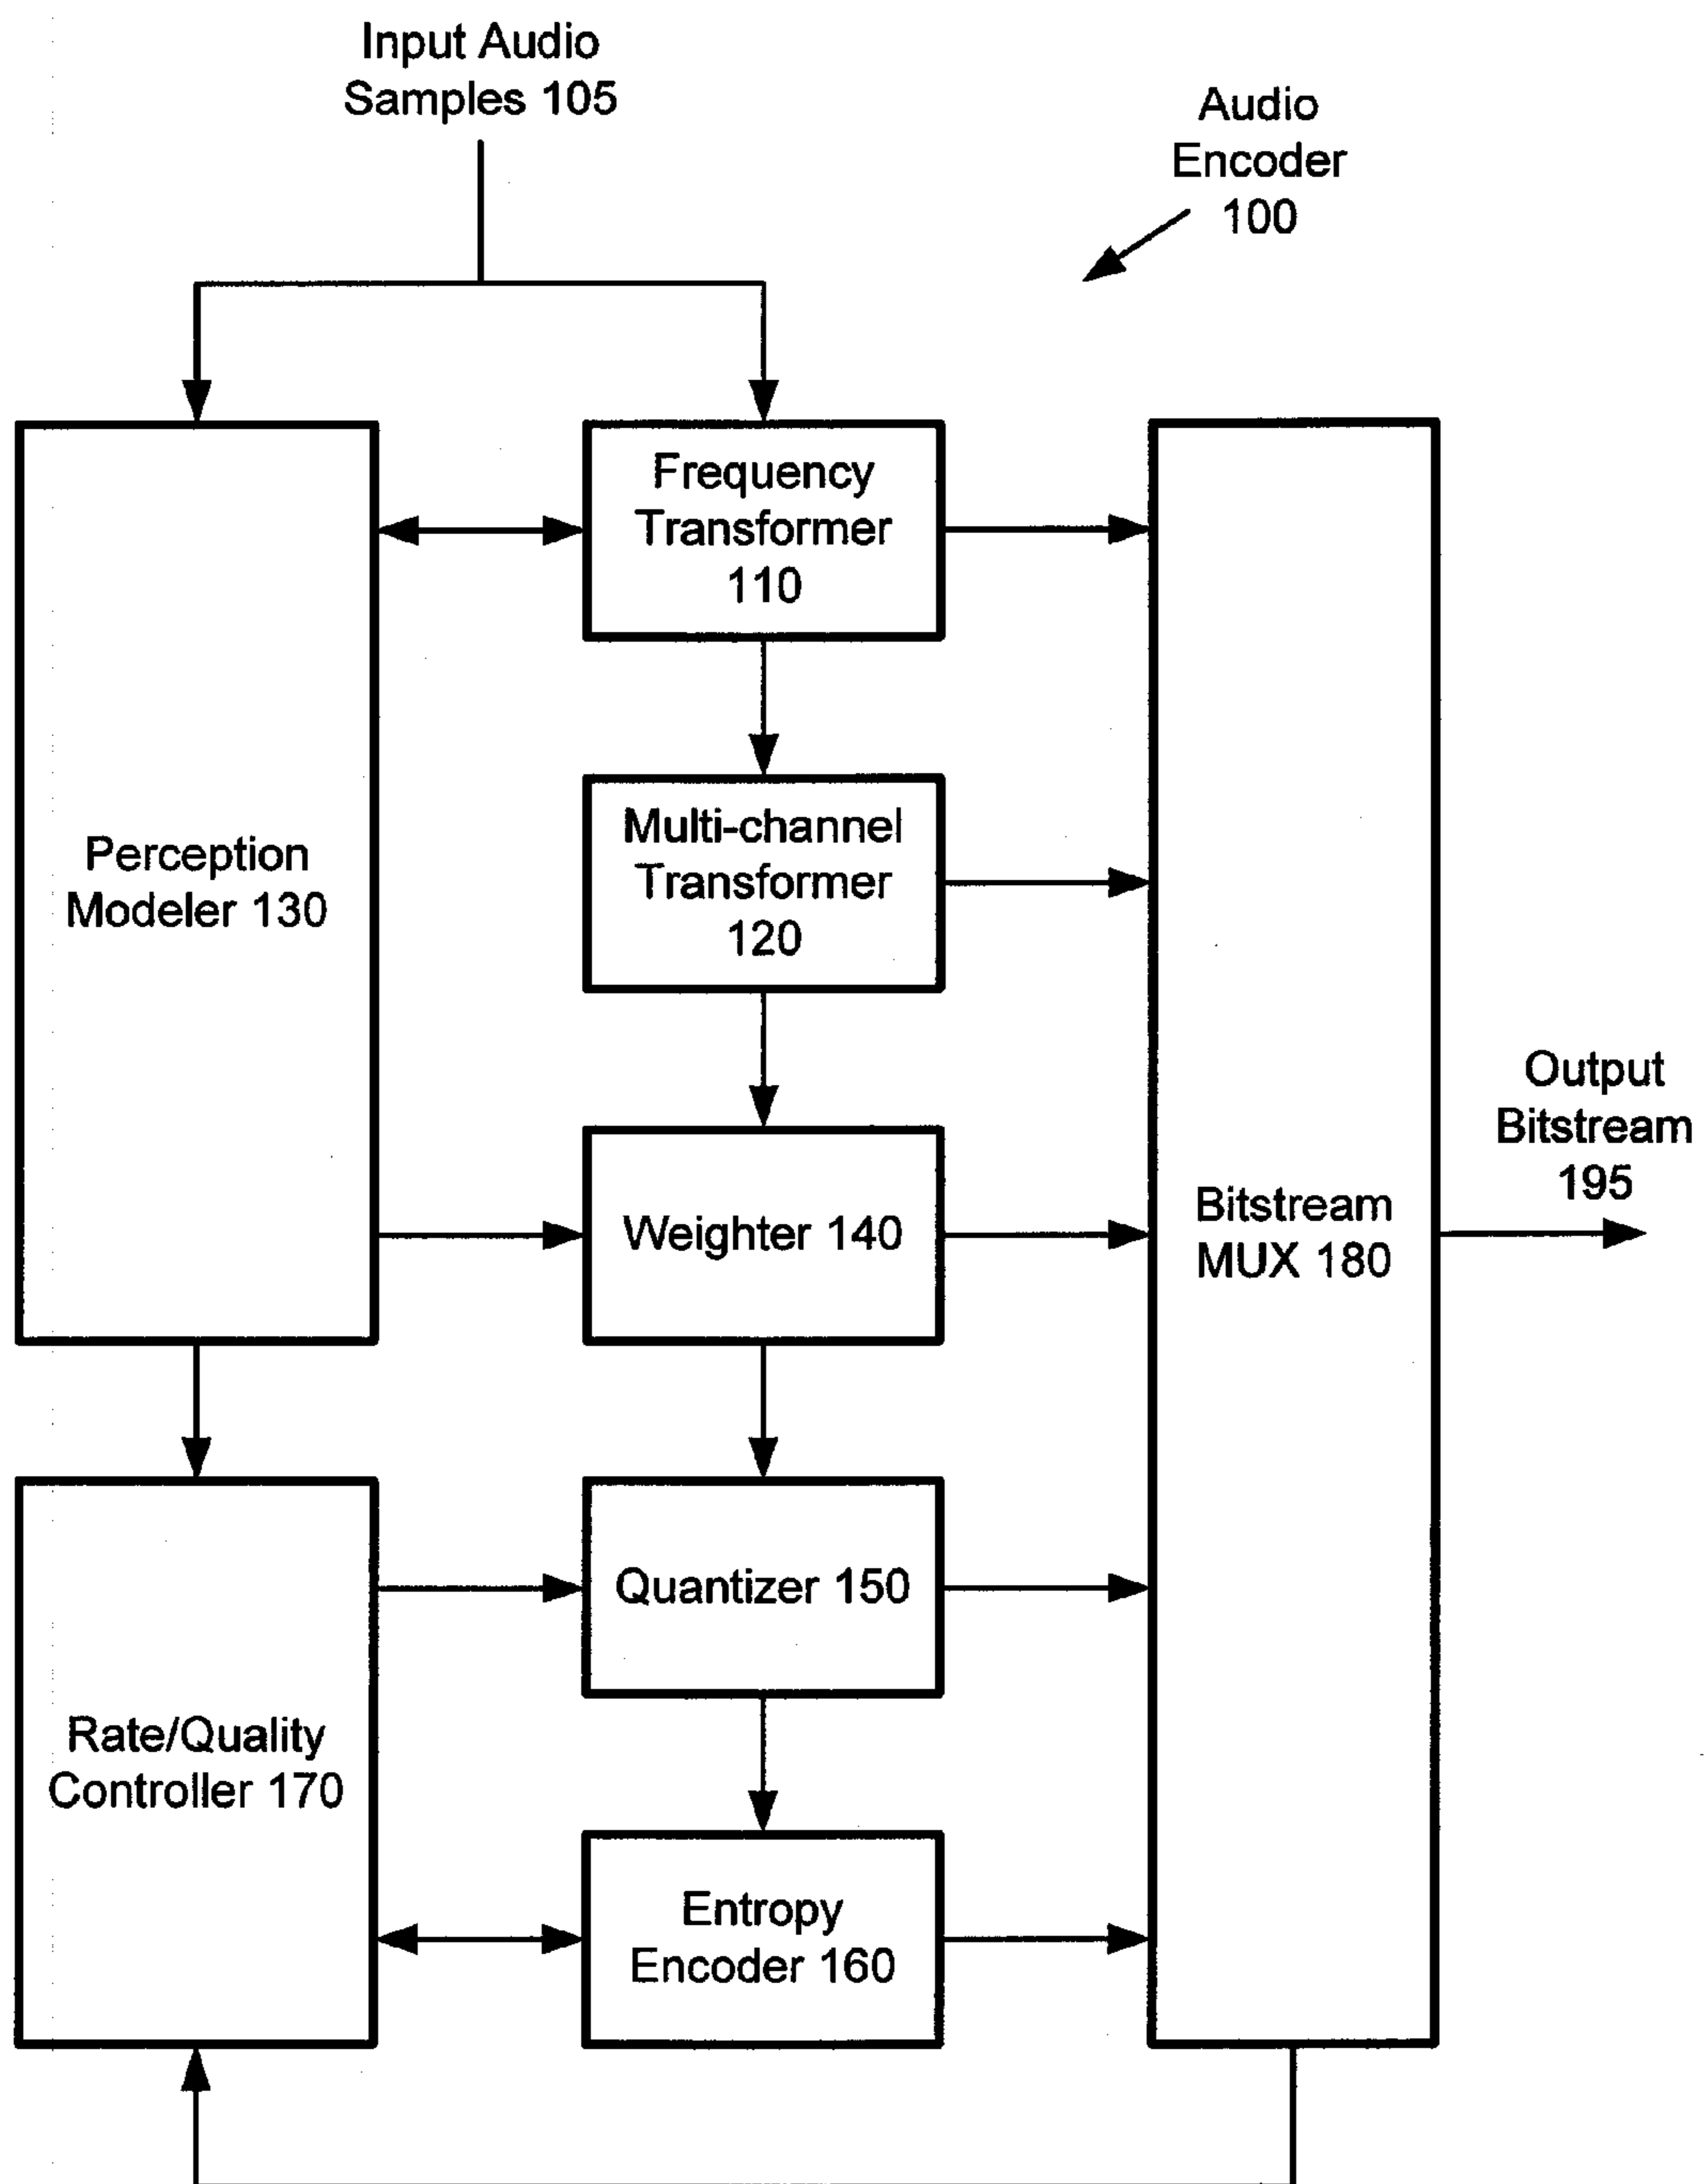 Input Audio
Samples 105
Audio
Encoder
100
Frequency
Transformer
110
Perception
Modeler 130
Multi-channel
Transformer
120
Output
Bitstream
195
Weighter 140
Bitstream
MUX 180
Quantizer 150
Rate/Quality
Controller 170
Entropy
Encoder 160